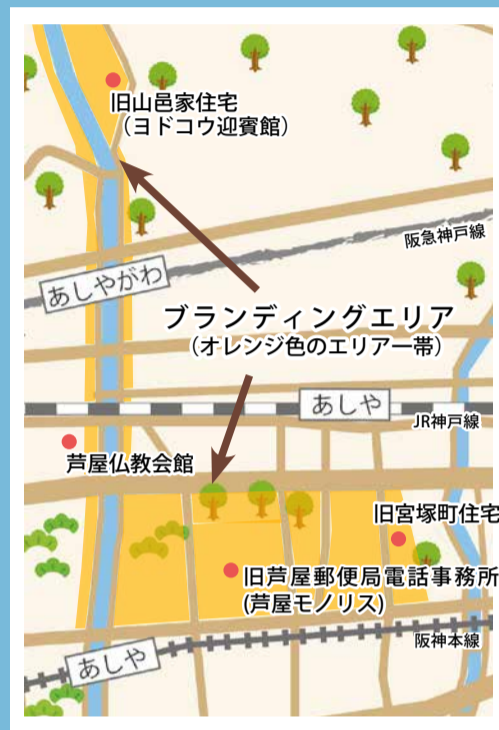 旧山邑家住宅
（ヨドコウ迎賓館）
阪急神戸線
あしやがわ
ブランディングエリア
（オレンジ色のエリア一帯）
あしや
JR神戸線
芦屋仏教会館
旧宮塚町住宅
旧芦屋郵便局電話事務所
(芦屋モノリス)
阪神本線
あしや